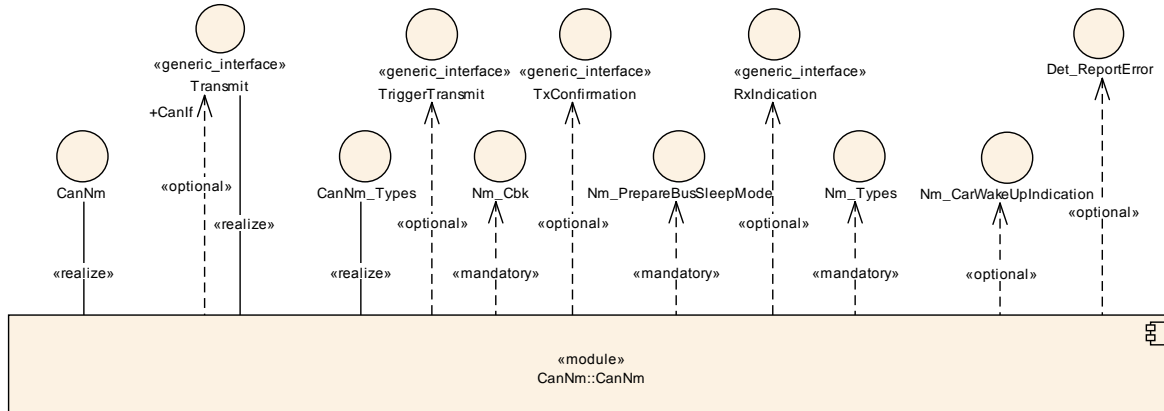 «generic_interface»
Transmit
+CanIf
«generic_interface»
TriggerTransmit
«generic_interface»
TxConfirmation
«generic_interface»
RxIndication
Det_ReportError
CanNm
CanNm_Types
Nm_Cbk
Nm_PrepareBusSleepMode
Nm_Types
Nm_CarWakeUpIndication
«optional»
«realize»
«optional»
«optional»
«optional»
«optional»
«realize»
«realize»
«mandatory»
«mandatory»
«mandatory»
«optional»
«module»
CanNm::CanNm